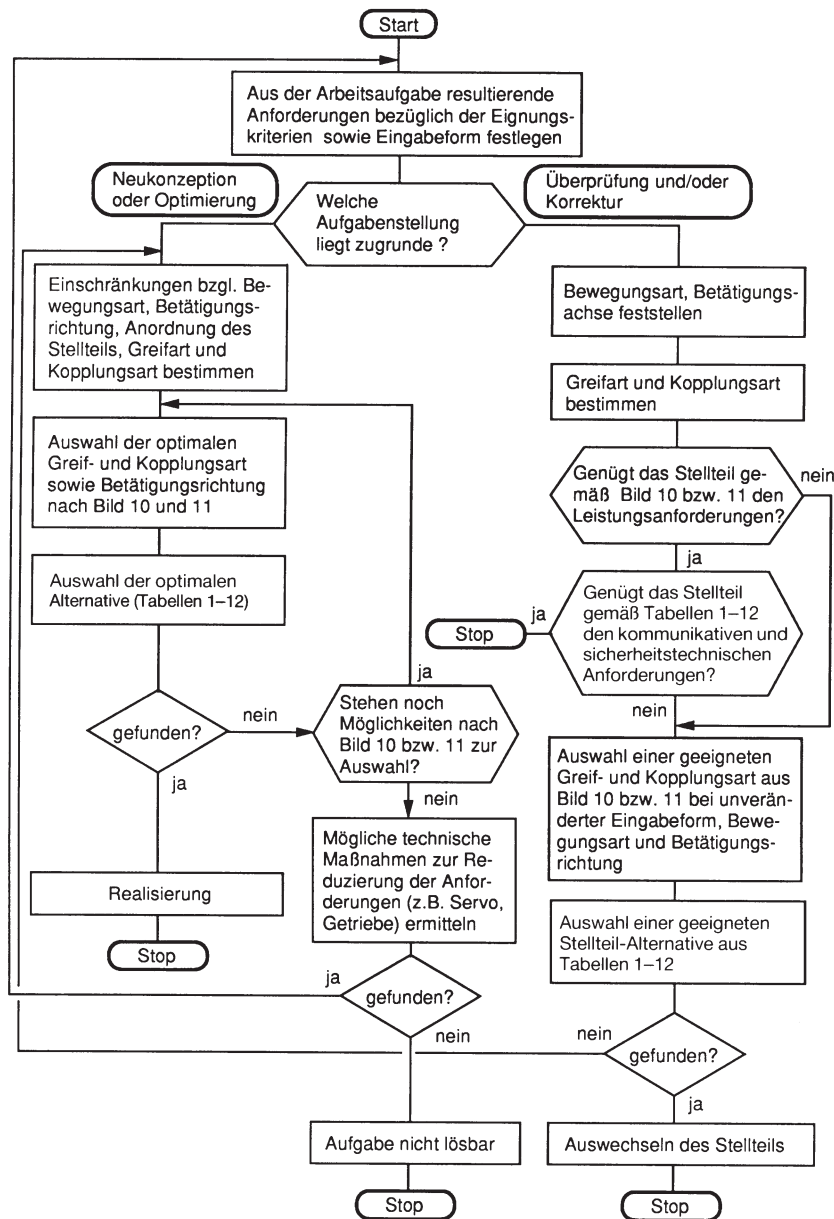 Start
Aus der Arbeitsaufgabe resultierende
Anforderungen bezüglich der Eignungs-
kriterien sowie Eingabeform festlegen
Neukonzeption
oder Optimierung
Welche
Aufgabenstellung
liegt zugrunde ?
Überprüfung und/oder
Korrektur
Einschränkungen bzgl. Be-
wegungsart, Betätigungs-
richtung, Anordnung des
Stellteils, Greifart und
Kopplungsart bestimmen
Auswahl der optimalen
Greif- und Kopplungsart
sowie Betätigungsrichtung
nach Bild 10 und 11
Auswahl der optimalen
Alternative (Tabellen 1–12)
gefunden?
nein
ja
Realisierung
Stop
ja
Stehen noch
Möglichkeiten nach
Bild 10 bzw. 11 zur
Auswahl?
nein
Mögliche technische
Maßnahmen zur Re-
duzierung der Anfor-
derungen (z.B. Servo,
Getriebe) ermitteln
ja
gefunden?
nein
Aufgabe nicht lösbar
Stop
Bewegungsart, Betätigungs-
achse feststellen
Greifart und Kopplungsart
bestimmen
Genügt das Stellteil ge-
mäß Bild 10 bzw. 11 den
Leistungsanforderungen?
nein
ja
Genügt das Stellteil
gemäß Tabellen 1–12
den kommunikativen und
sicherheitstechnischen
Anforderungen?
ja
Stop
nein
Auswahl einer geeigneten
Greif- und Kopplungsart aus
Bild 10 bzw. 11 bei unverän-
derter Eingabeform, Bewe-
gungsart und Betätigungs-
richtung
Auswahl einer geeigneten
Stellteil-Alternative aus
Tabellen 1–12
nein
gefunden?
ja
Auswechseln des Stellteils
Stop